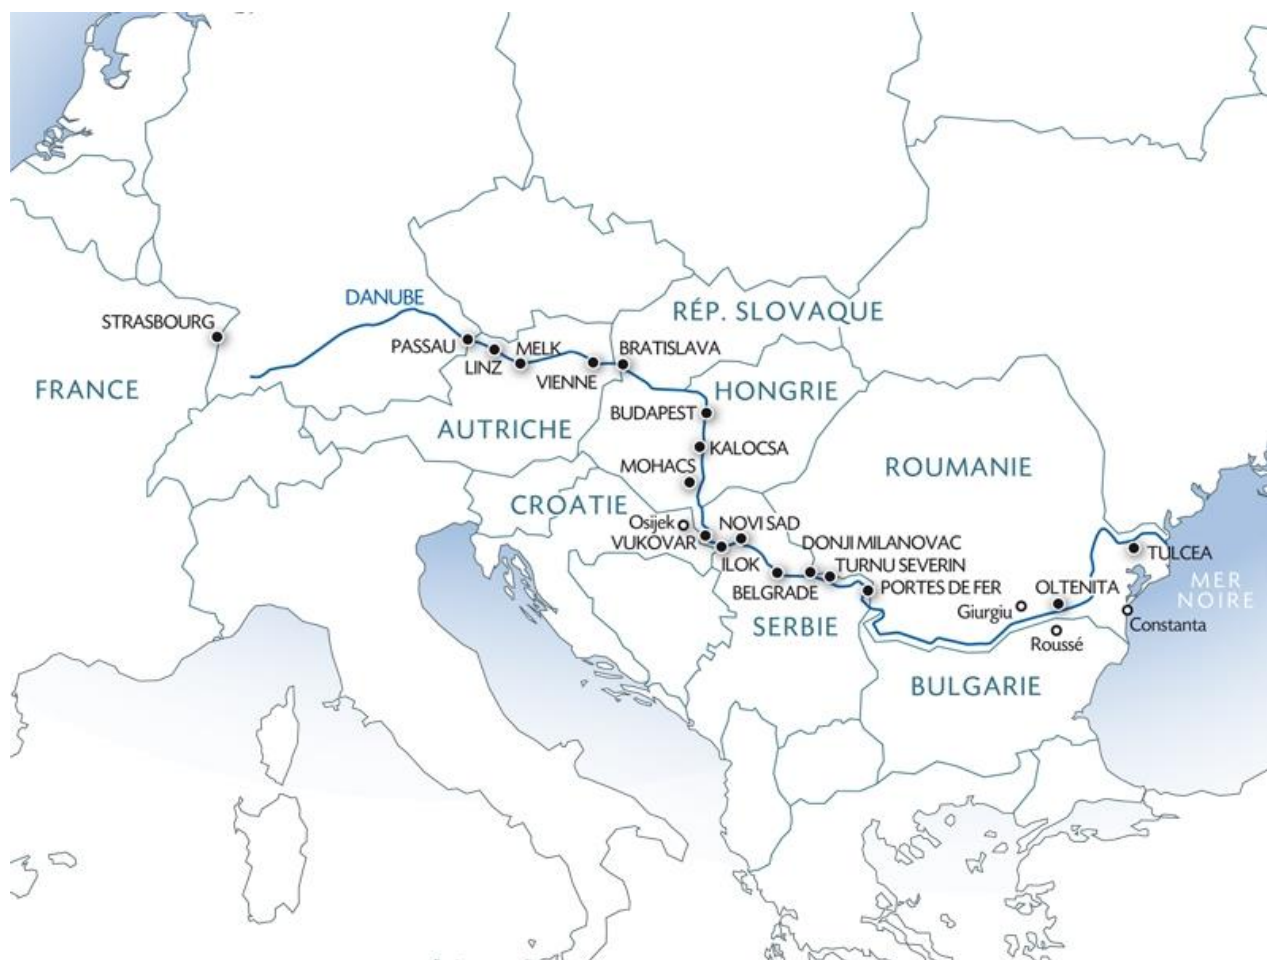 DANUBE
RÉP. SLOVAQUE
STRASBOURG
PASSAU
MELK
BRATISLAVA
LINZ
VIENNE
FRANCE
HONGRIE
BUDAPEST
AUTRICHE
KALOCSA
MOHACS
ROUMANIE
CROATIE
Osijek
NOVI SAD
VUKOVAR
DONJI MILANOVAC
ILOK
TURNU SEVERIN
TULCEA
BELGRADE
PORTES DE FER
OLTENITA
MER
NOIRE
Giurgiu
SERBIE
Constanta
Roussé
BULGARIE